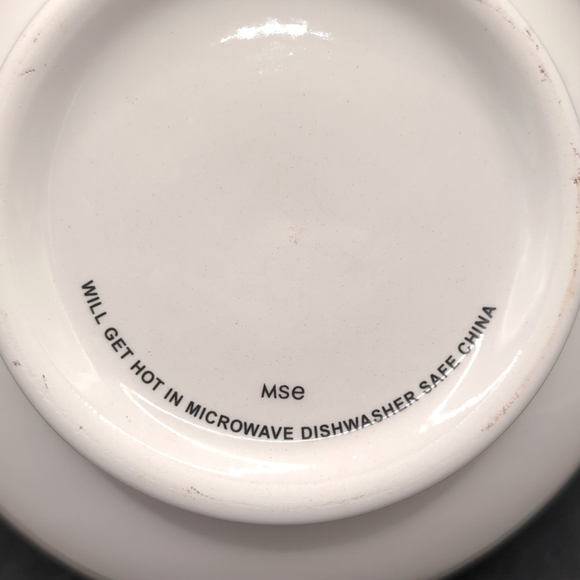 MSe
WILL GET HOT IN MICROWAVE DISHWASHER SAFE CHINA